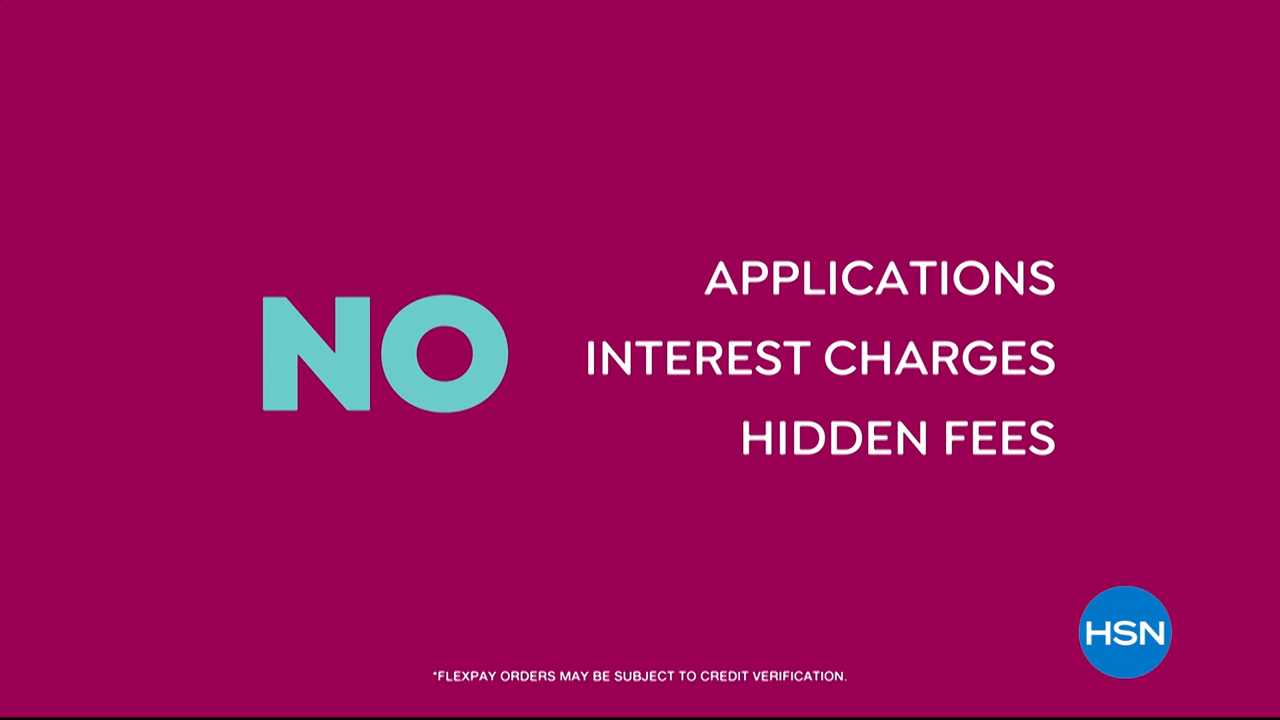 NO
APPLICATIONS
INTEREST CHARGES
HIDDEN FEES
HSN
*FLEXPAY ORDERS MAY BE SUBJECT TO CREDIT VERIFICATION.